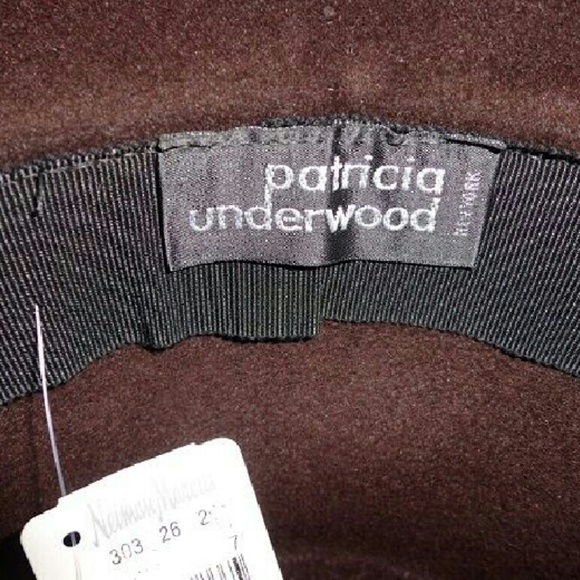 patricia
underwood
NEW YORK
Neiman Marcus
303 26
7